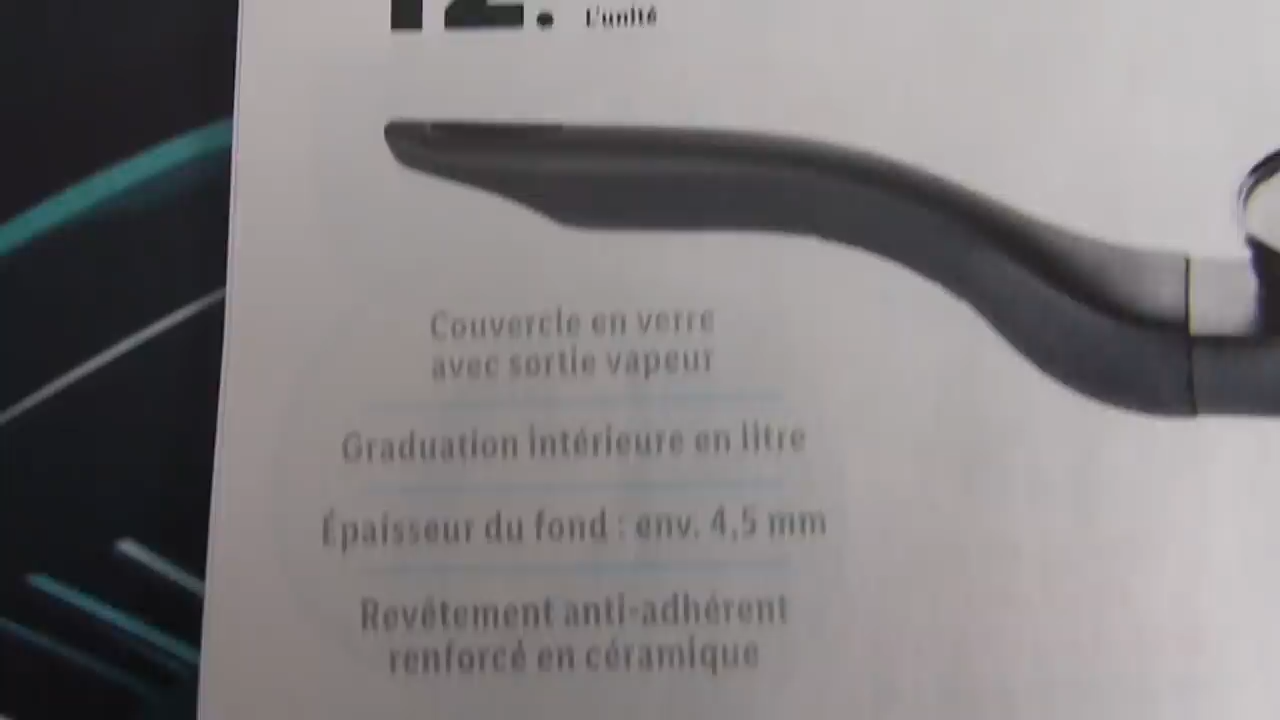 12.
L'unité
Couvercle en verre
avec sortie vapeur
Graduation intérieure en litre
Épaisseur du fond : env. 4,5 mm
Revêtement anti-adhérent
renforcé en céramique